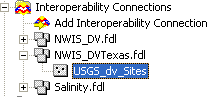 Interoperability Connections
Add Interoperability Connection
NWIS_DV.fdl
NWIS_DVTexas.fdl
USGS_dv_Sites
Salinity.fdl